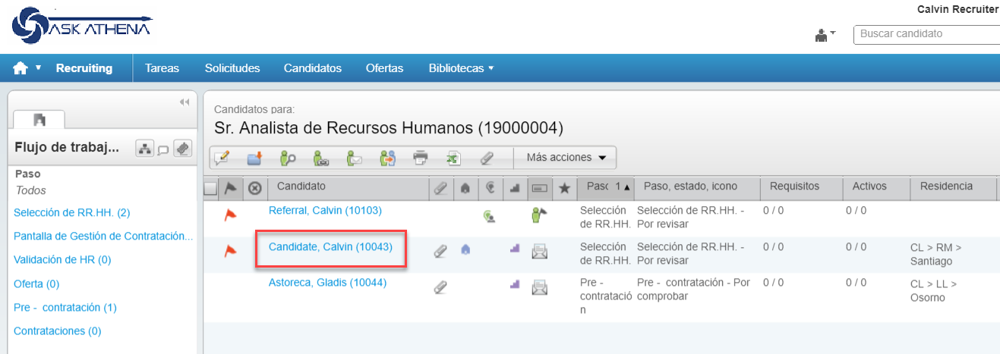 ASK ATHENA
Calvin Recruiter
Buscar candidato
Recruiting
Tareas
Solicitudes
Candidatos
Ofertas
Bibliotecas
Flujo de trabaj...
Paso
Todos
Selección de RR.HH. (2)
Pantalla de Gestión de Contratación...
Validación de HR (0)
Oferta (0)
Pre - contratación (1)
Contrataciones (0)
Candidatos para:
Sr. Analista de Recursos Humanos (19000004)
Más acciones
Candidato Paso 1 Paso, estado, icono Requisitos Activos Residencia
Referral, Calvin (10103) Selección Selección de RR.HH. - 0 / 0 0 / 0
de RR.HH. Por revisar
Candidate, Calvin (10043) Selección Selección de RR.HH. - 0 / 0 0 / 0 CL > RM >
de RR.HH. Por revisar Santiago
Astoreca, Gladis (10044) Pre - Pre - contratación - Por 0 / 0 0 / 0 CL > LL >
contratació comprobar Osorno
n